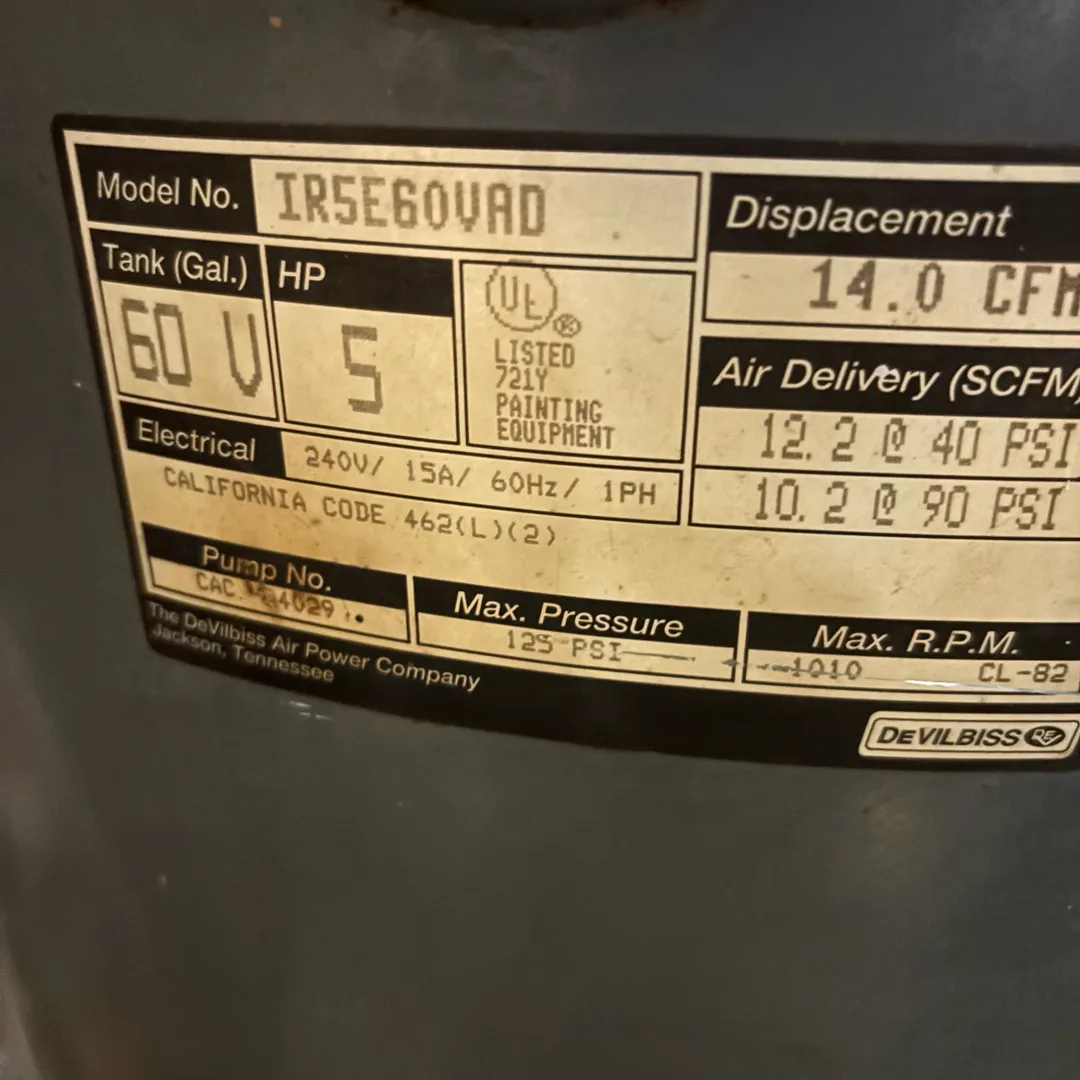 Model No. IR5E60VAD
Displacement
14.0 CFM
Tank (Gal.) HP
60 V 5
UL ®
LISTED
721Y
PAINTING
EQUIPMENT
Air Delivery (SCFM)
12.2 @ 40 PSI
10.2 @ 90 PSI
Electrical 240V/ 15A/ 60Hz/ 1PH
CALIFORNIA CODE 462(L)(2)
Pump No.
CAC
Max. Pressure
125 PSI
Max. R.P.M.
1010 CL-82
The DeVilbiss Air Power Company
Jackson, Tennessee
DEVILBISS